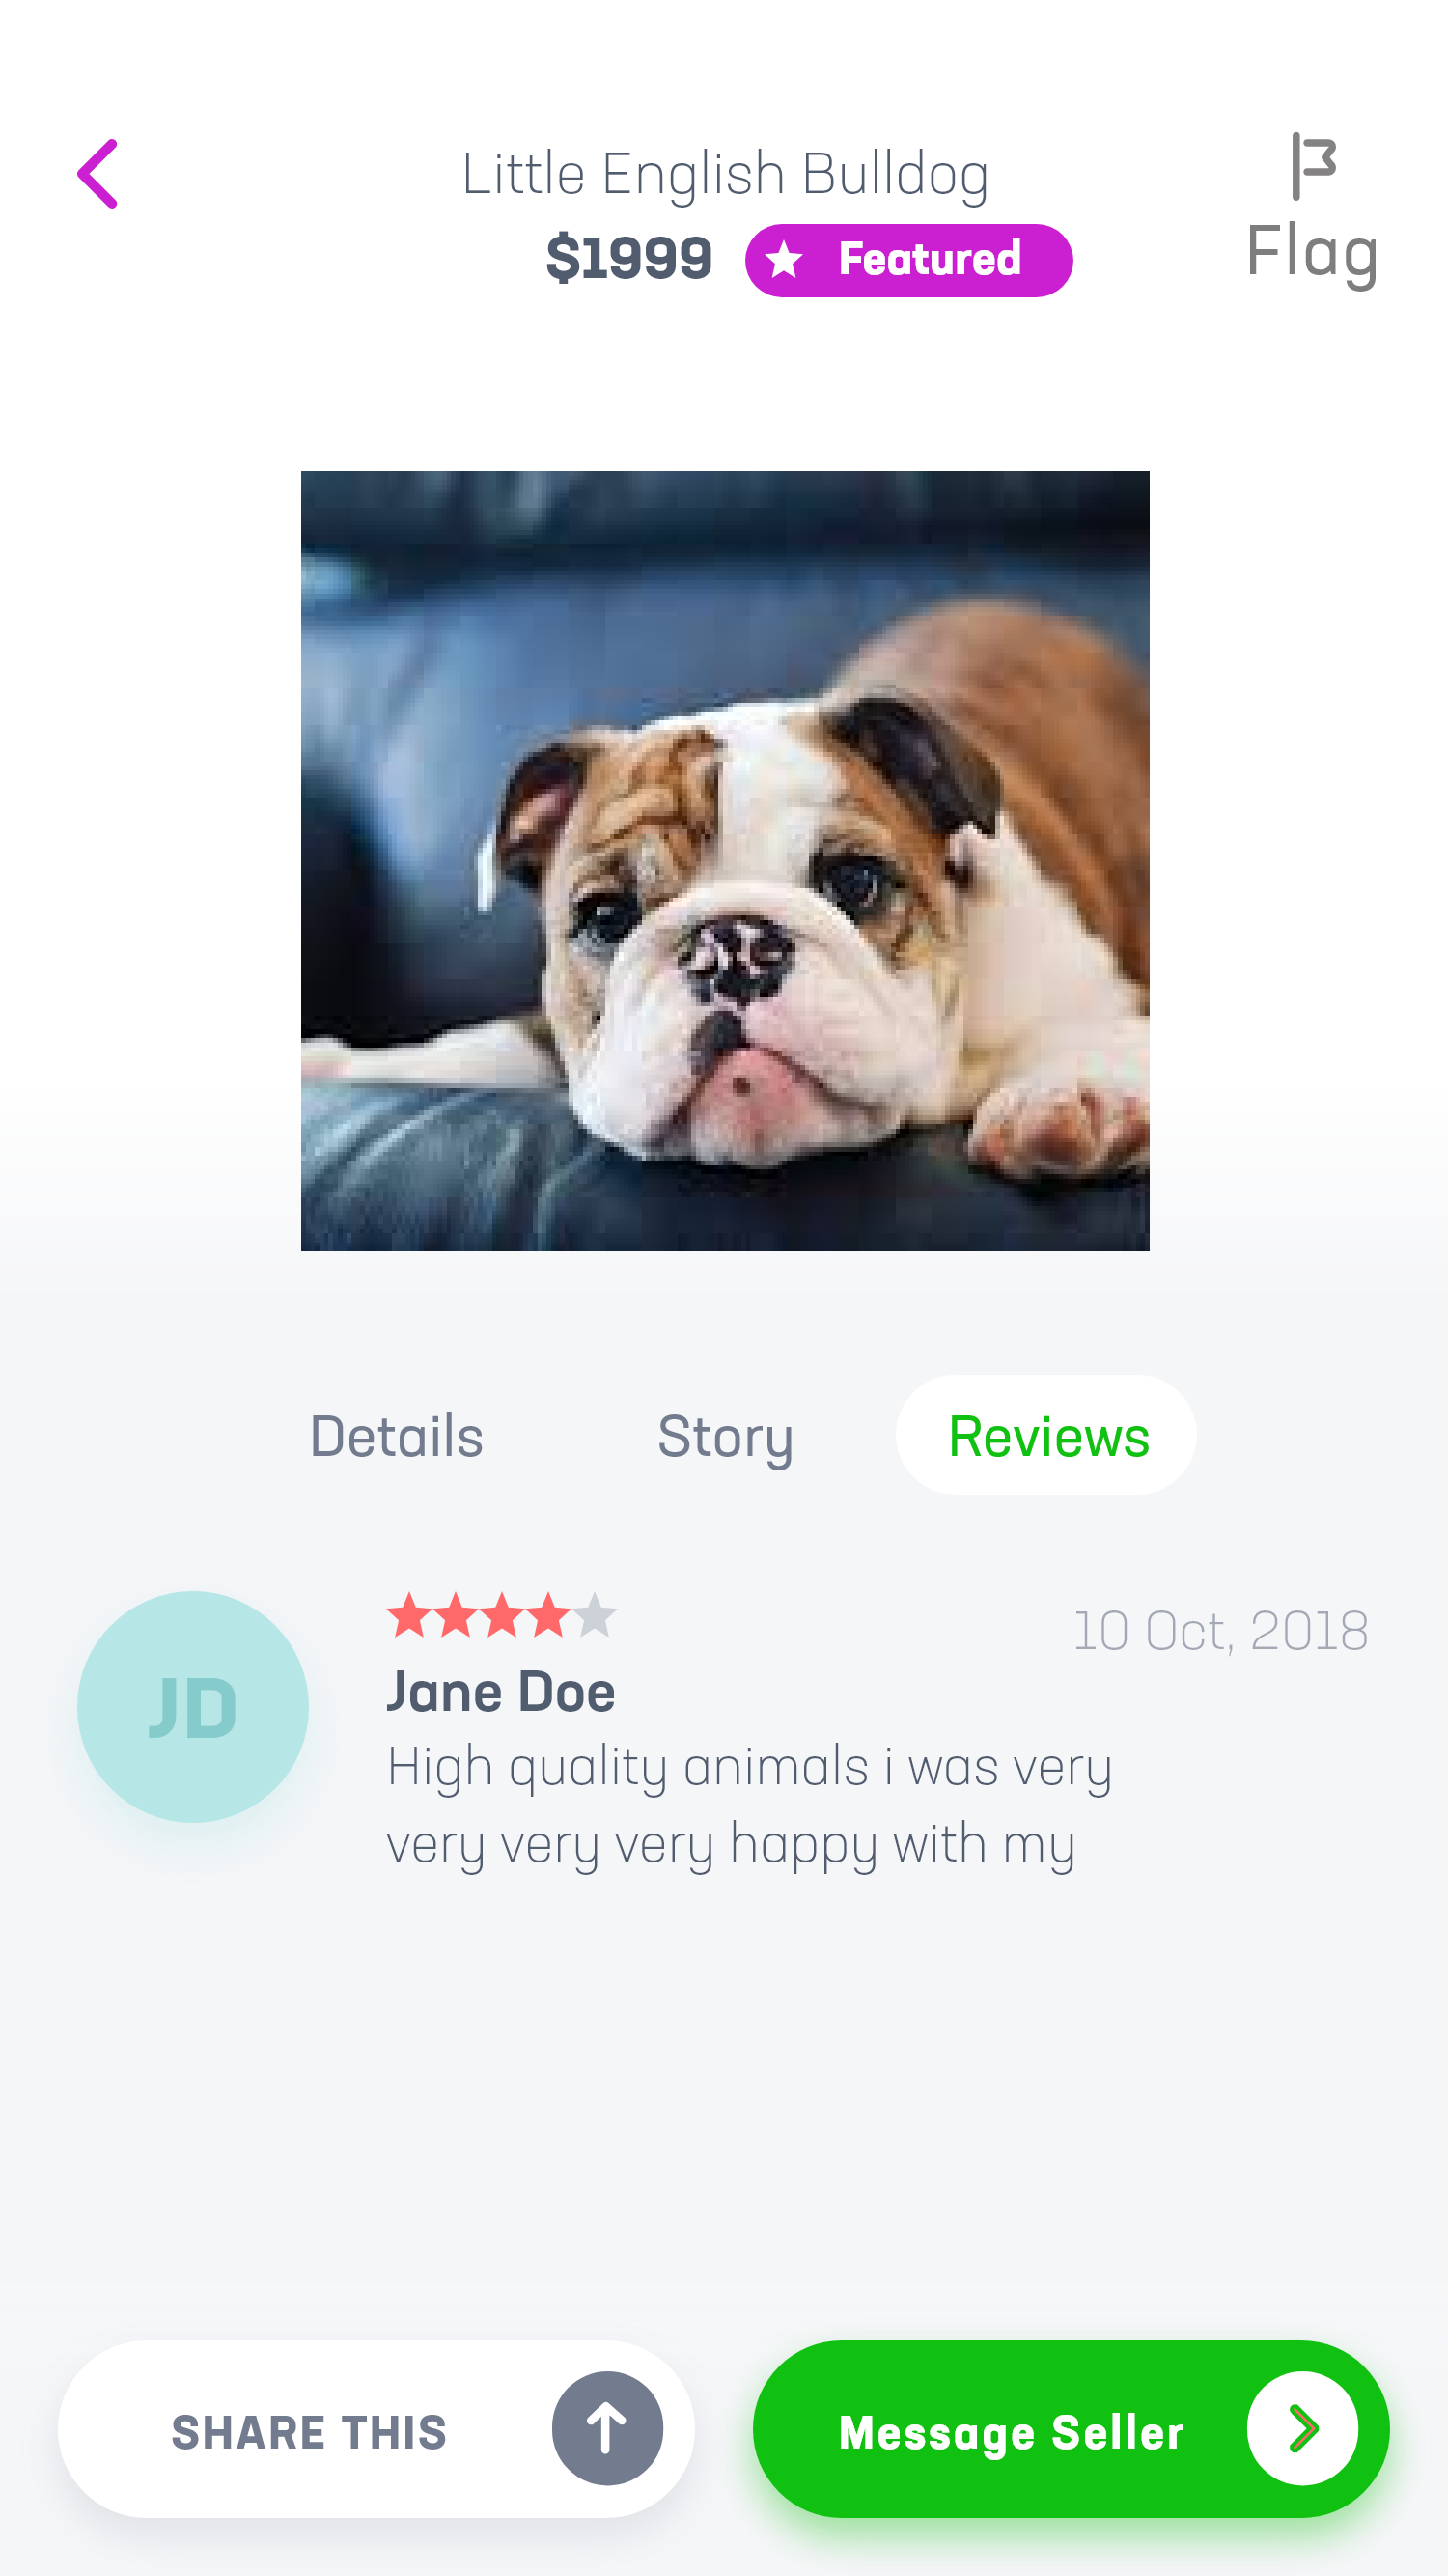 Little English Bulldog
Flag
$1999
Featured
Details
Story
Reviews
10 Oct, 2018
JD
Jane Doe
High quality animals i was very
very very very happy with my
SHARE THIS
Message Seller